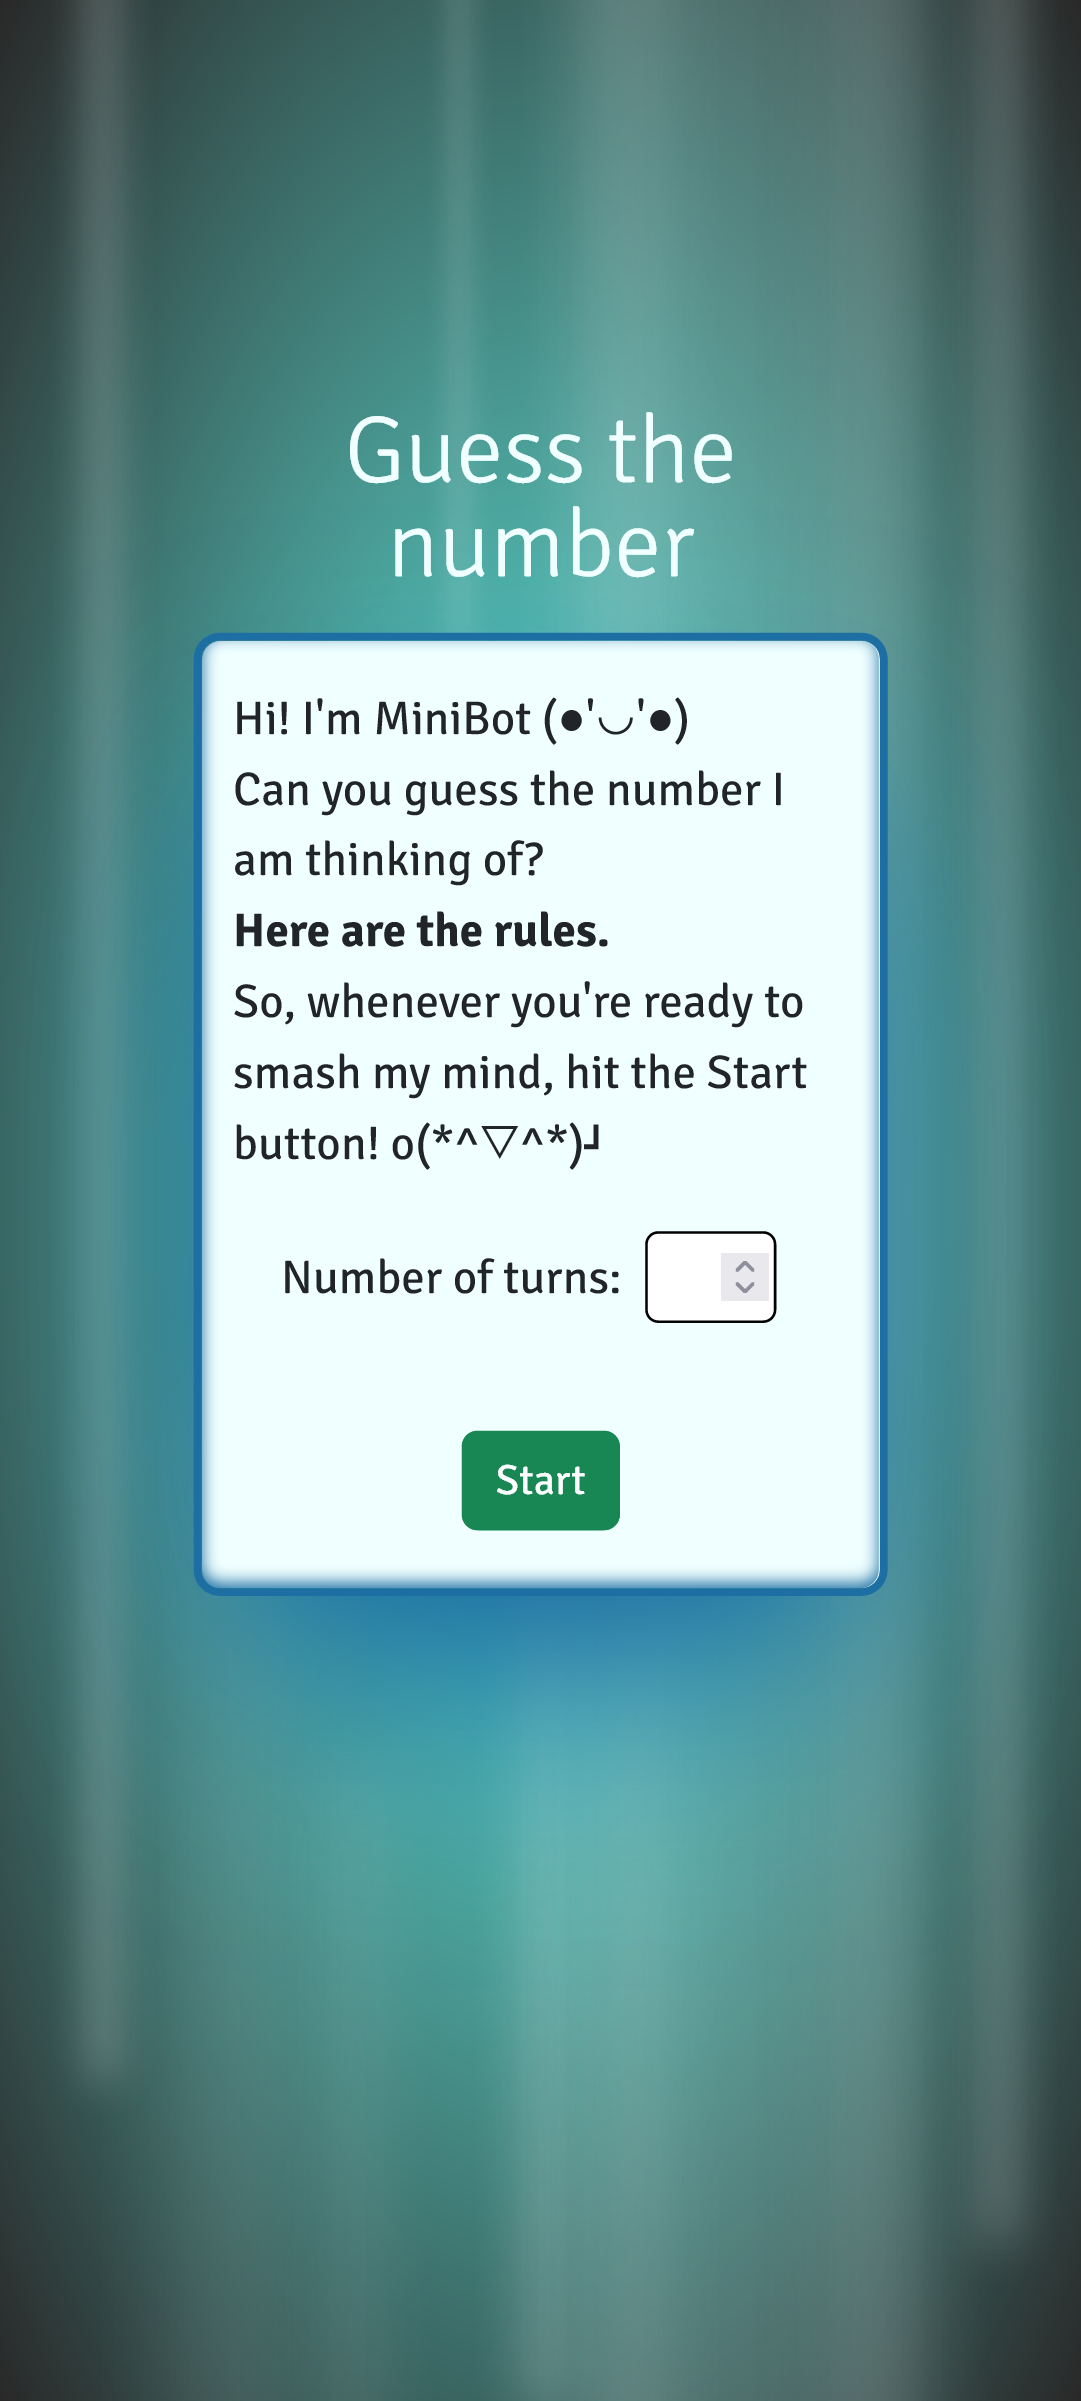 Guess the
number
Hi! I'm MiniBot (●'◡'●)
Can you guess the number I
am thinking of?
Here are the rules.
So, whenever you're ready to
smash my mind, hit the Start
button! o(*^▽^*)┛
Number of turns:
Start